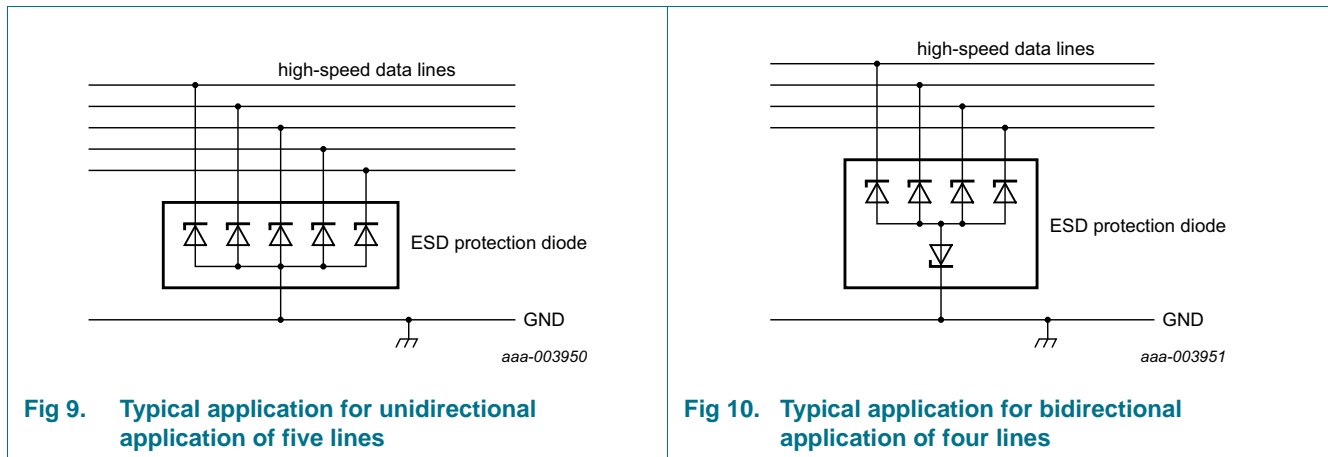 high-speed data lines
ESD protection diode
GND
aaa-003950
Fig 9. Typical application for unidirectional
application of five lines
high-speed data lines
ESD protection diode
GND
aaa-003951
Fig 10. Typical application for bidirectional
application of four lines